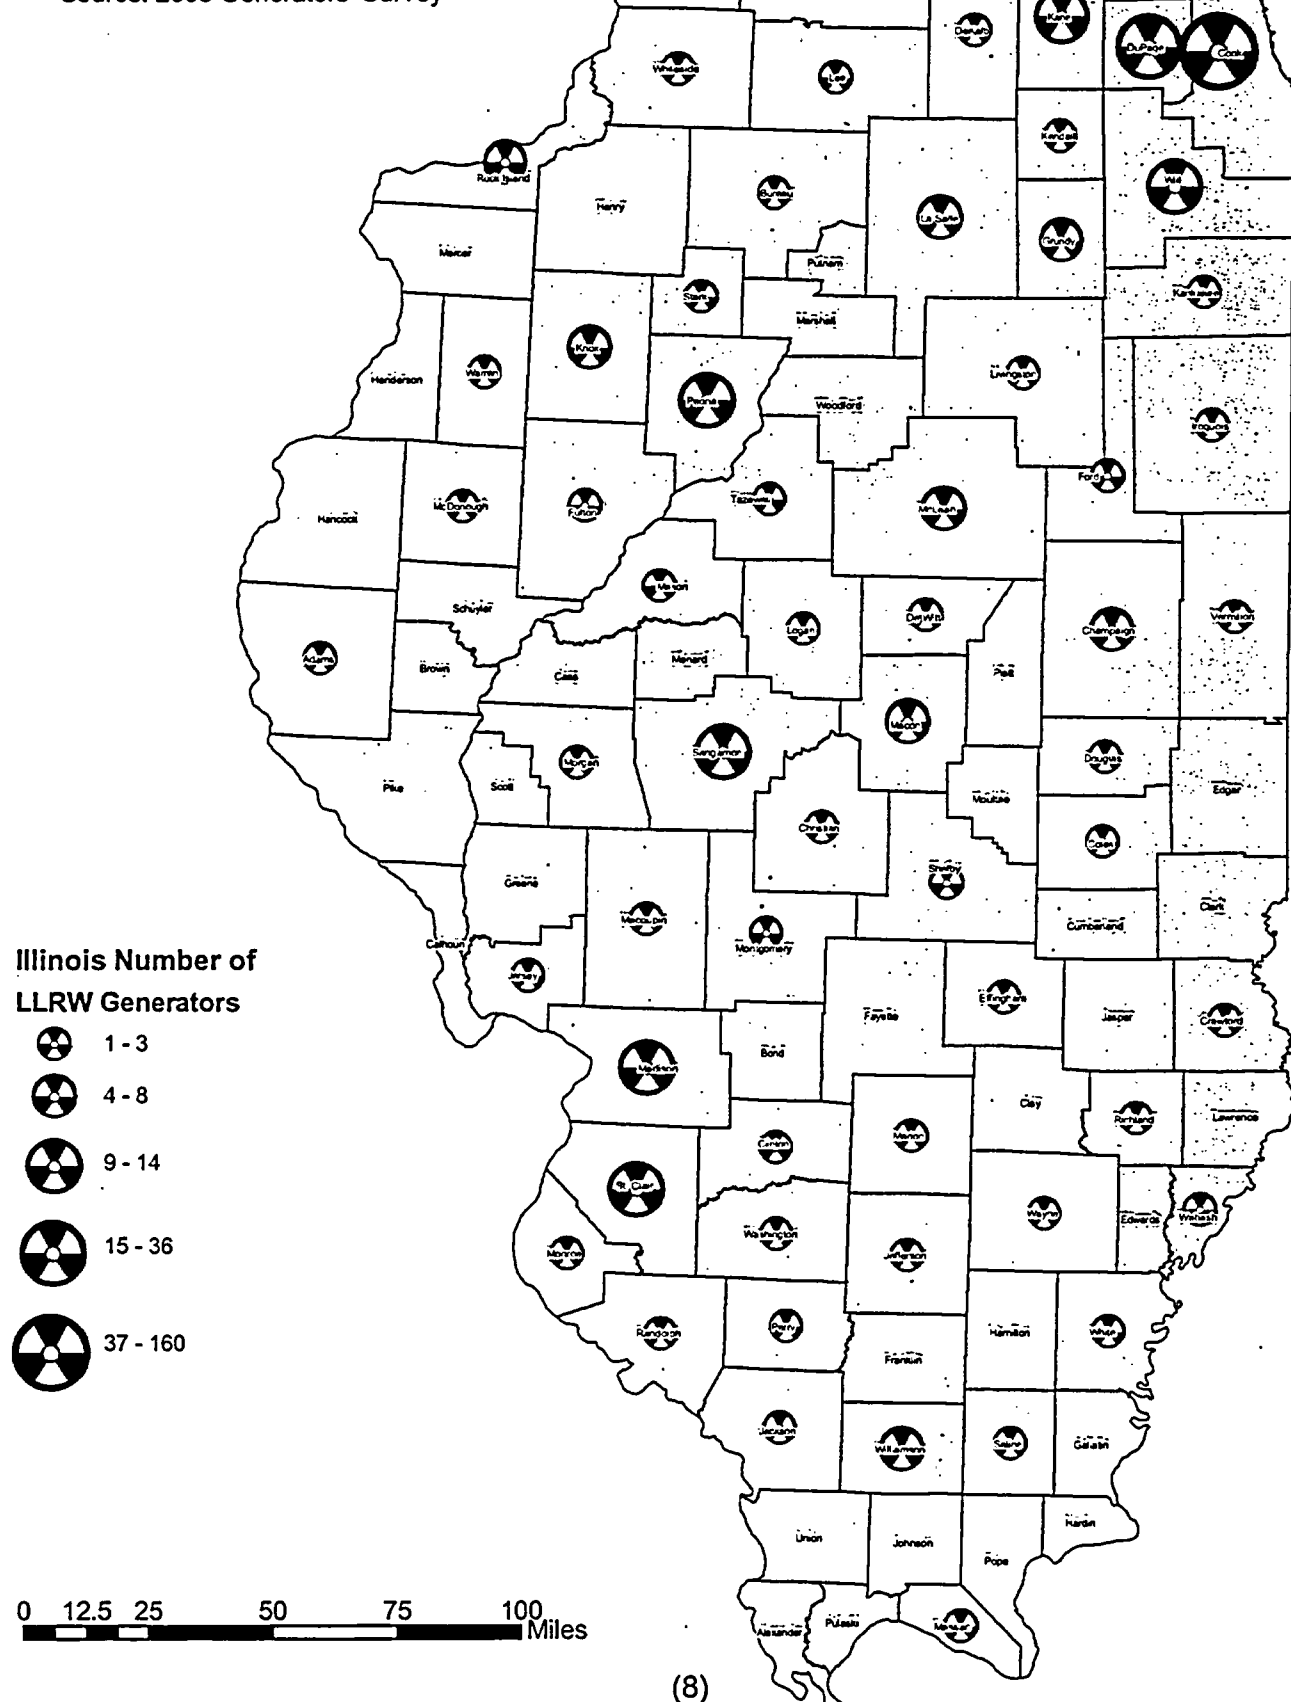 Kane
DeKalb
DuPage
Cook
Whiteside
Lee
Kendall
Rock Island
Will
Bureau
Henry
La Salle
Grundy
Mercer
Putnam
Kankakee
Stark
Marshall
Knox
Warren
Henderson
Livingston
Peoria
Woodford
Iroquois
Ford
Tazewell
McDonough
Fulton
McLean
Hancock
Mason
Schuyler
Logan
DeWitt
Champaign
Vermilion
Adams
Brown
Cass
Menard
Piatt
Macon
Sangamon
Morgan
Douglas
Pike
Scott
Edgar
Moultrie
Christian
Coles
Shelby
Greene
Clark
Macoupin
Cumberland
Montgomery
Calhoun
Jersey
Illinois Number of
LLRW Generators
1 - 3
4 - 8
9 - 14
15 - 36
37 - 160
Effingham
Fayette
Jasper
Crawford
Bond
Madison
Clay
Richland
Lawrence
Marion
Clinton
St. Clair
Wayne
Edwards
Wabash
Washington
Monroe
Jefferson
Randolph
Perry
Hamilton
White
Franklin
Jackson
Williamson
Saline
Gallatin
Hardin
Union
Johnson
Pope
Alexander
Pulaski
Massac
0 12.5 25 50 75 100
Miles
(8)